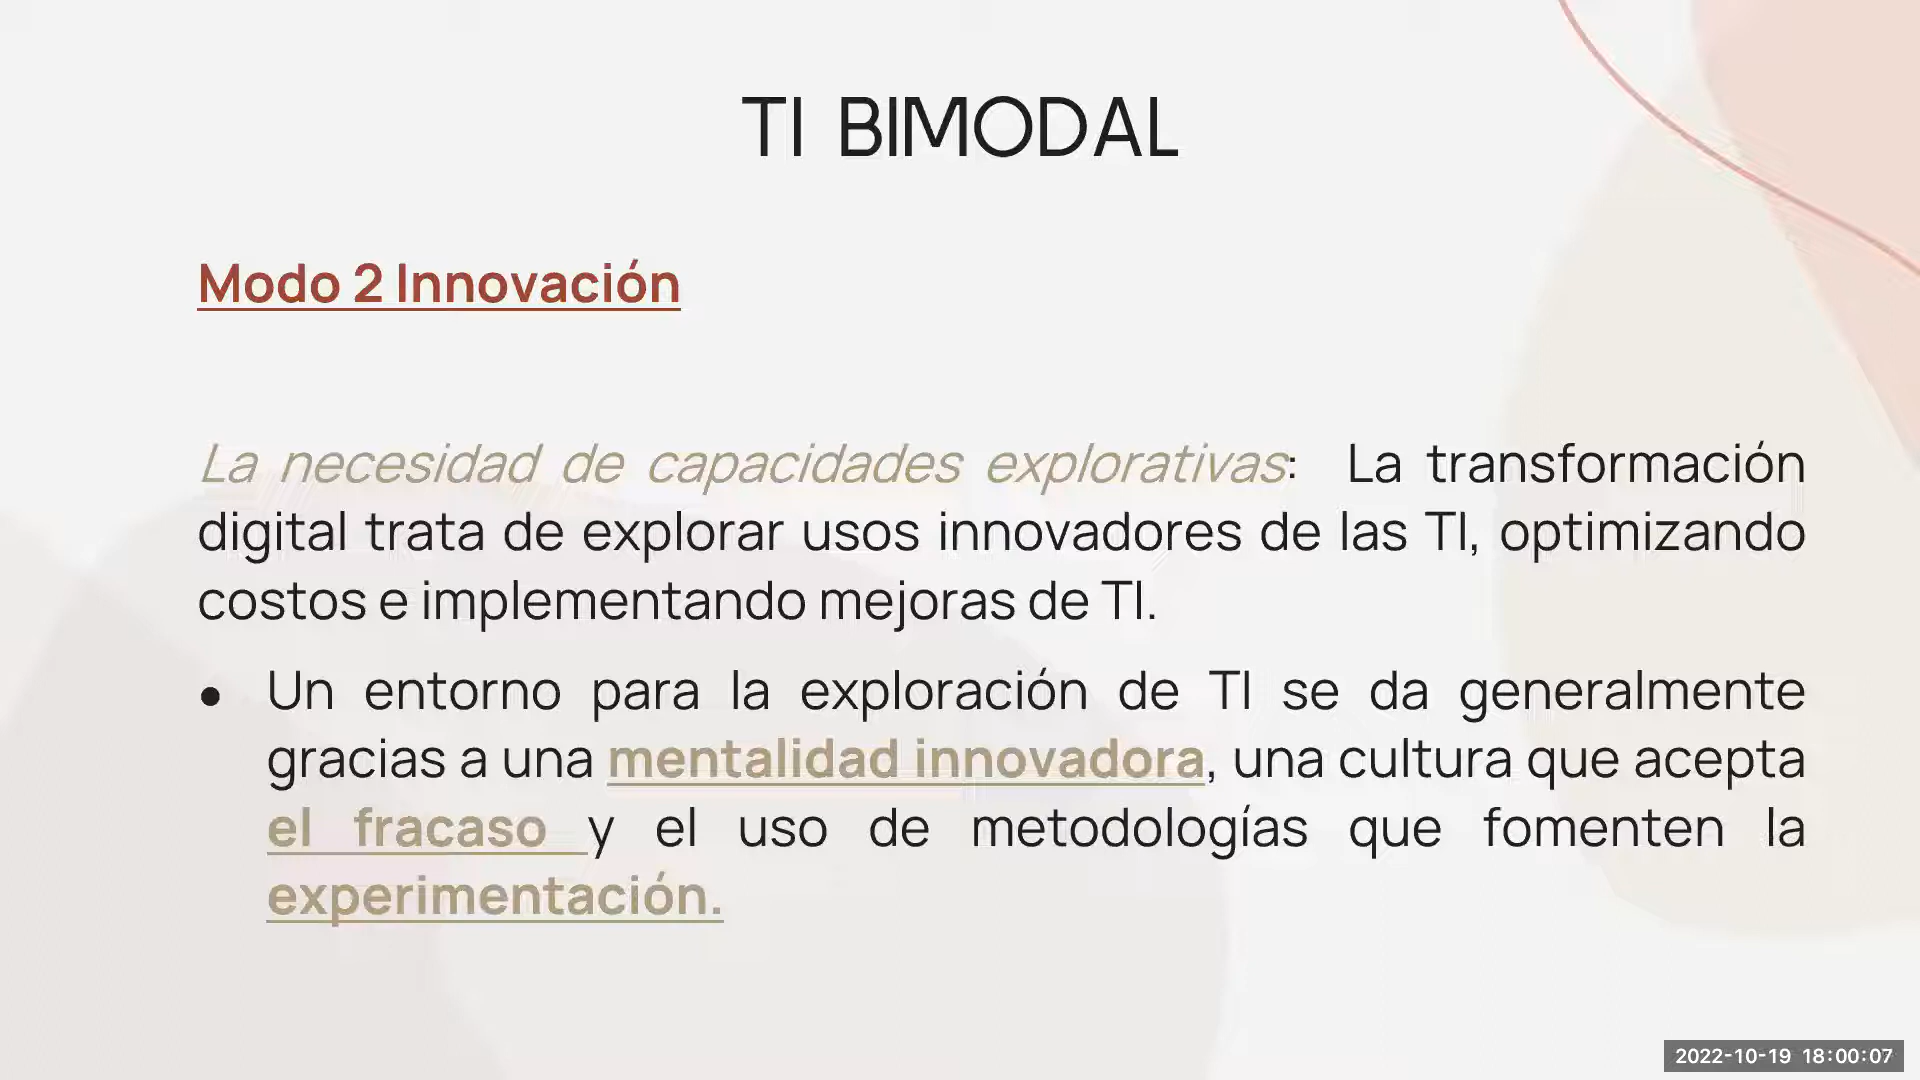 TI BIMODAL
Modo 2 Innovación
La necesidad de capacidades explorativas: La transformación
digital trata de explorar usos innovadores de las TI, optimizando
costos e implementando mejoras de TI.
• Un entorno para la exploración de TI se da generalmente
gracias a una mentalidad innovadora, una cultura que acepta
el fracaso y el uso de metodologías que fomenten la
experimentación.
2022-10-19 18:00:07